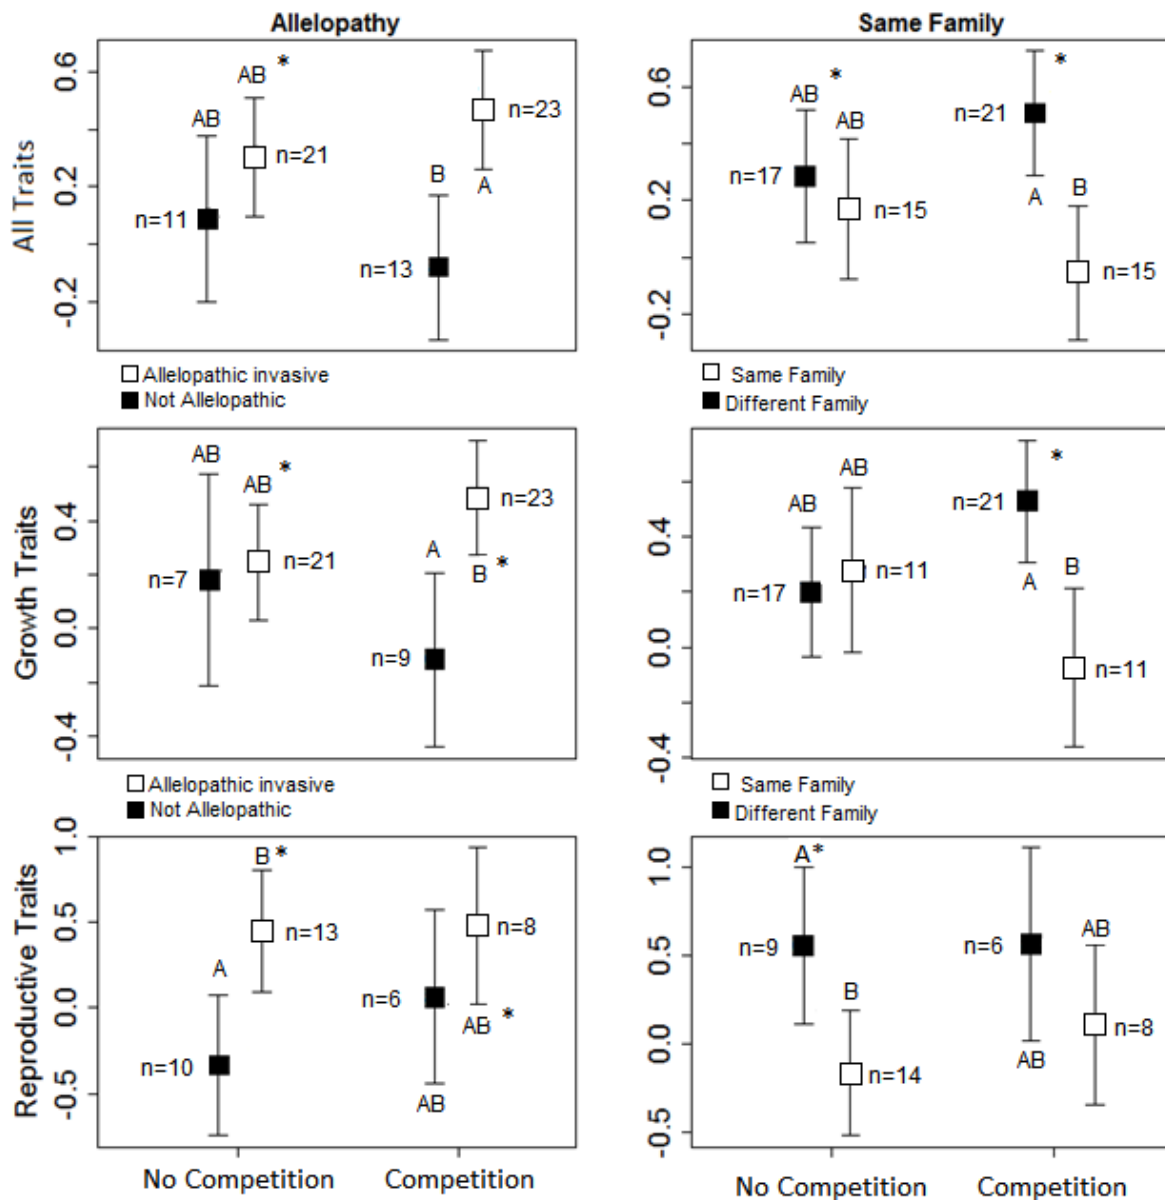 Allelopathy
Same Family
All Traits
0.6
0.2
-0.2
AB
n=11
AB *
n=21
B
n=13
n=23
A
0.6
0.2
-0.2
AB *
n=17
AB
n=15
*
n=21
A
B
n=15
Allelopathic invasive
Not Allelopathic
Same Family
Different Family
Growth Traits
0.4
0.0
-0.4
AB
n=7
AB *
n=21
A
n=9
n=23
B *
0.4
0.0
-0.4
AB
n=17
AB
n=11
*
n=21
A
B
n=11
Allelopathic invasive
Not Allelopathic
Same Family
Different Family
Reproductive Traits
1.0
0.5
0.0
-0.5
A
n=10
B *
n=13
n=6
AB
n=8
AB *
1.0
0.5
0.0
-0.5
A*
n=9
B
n=14
n=6
AB
AB
n=8
No Competition
Competition
No Competition
Competition